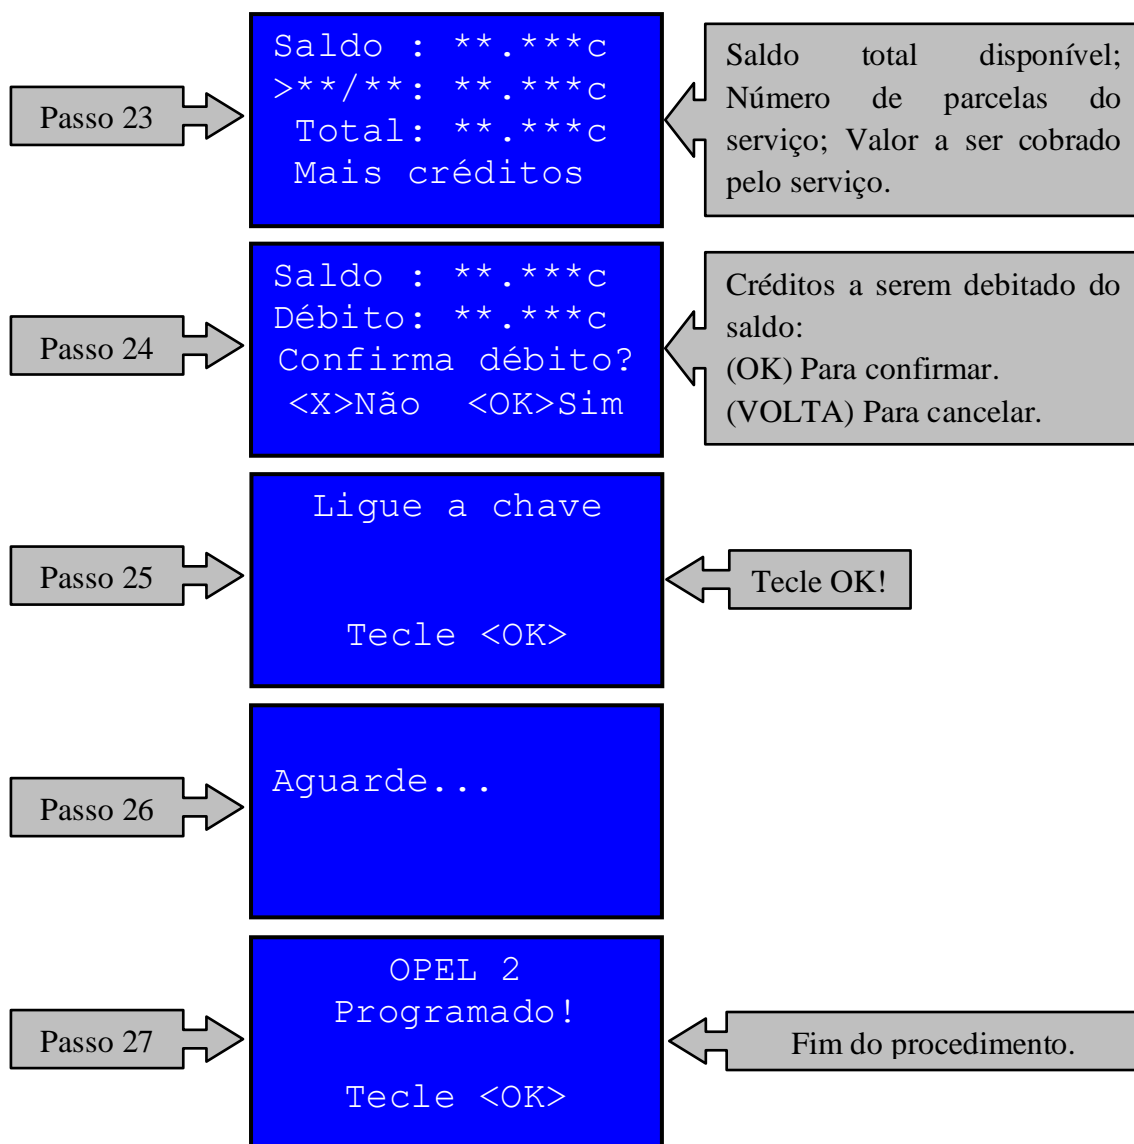 Passo 23
Saldo : **.***c
>**/**: **.***c
Total: **.***c
Mais créditos
Saldo total disponível;
Número de parcelas do
serviço; Valor a ser cobrado
pelo serviço.
Passo 24
Saldo : **.***c
Débito: **.***c
Confirma débito?
<X>Não <OK>Sim
Créditos a serem debitado do
saldo:
(OK) Para confirmar.
(VOLTA) Para cancelar.
Passo 25
Ligue a chave
Tecle <OK>
Tecle OK!
Passo 26
Aguarde...
Passo 27
OPEL 2
Programado!
Tecle <OK>
Fim do procedimento.